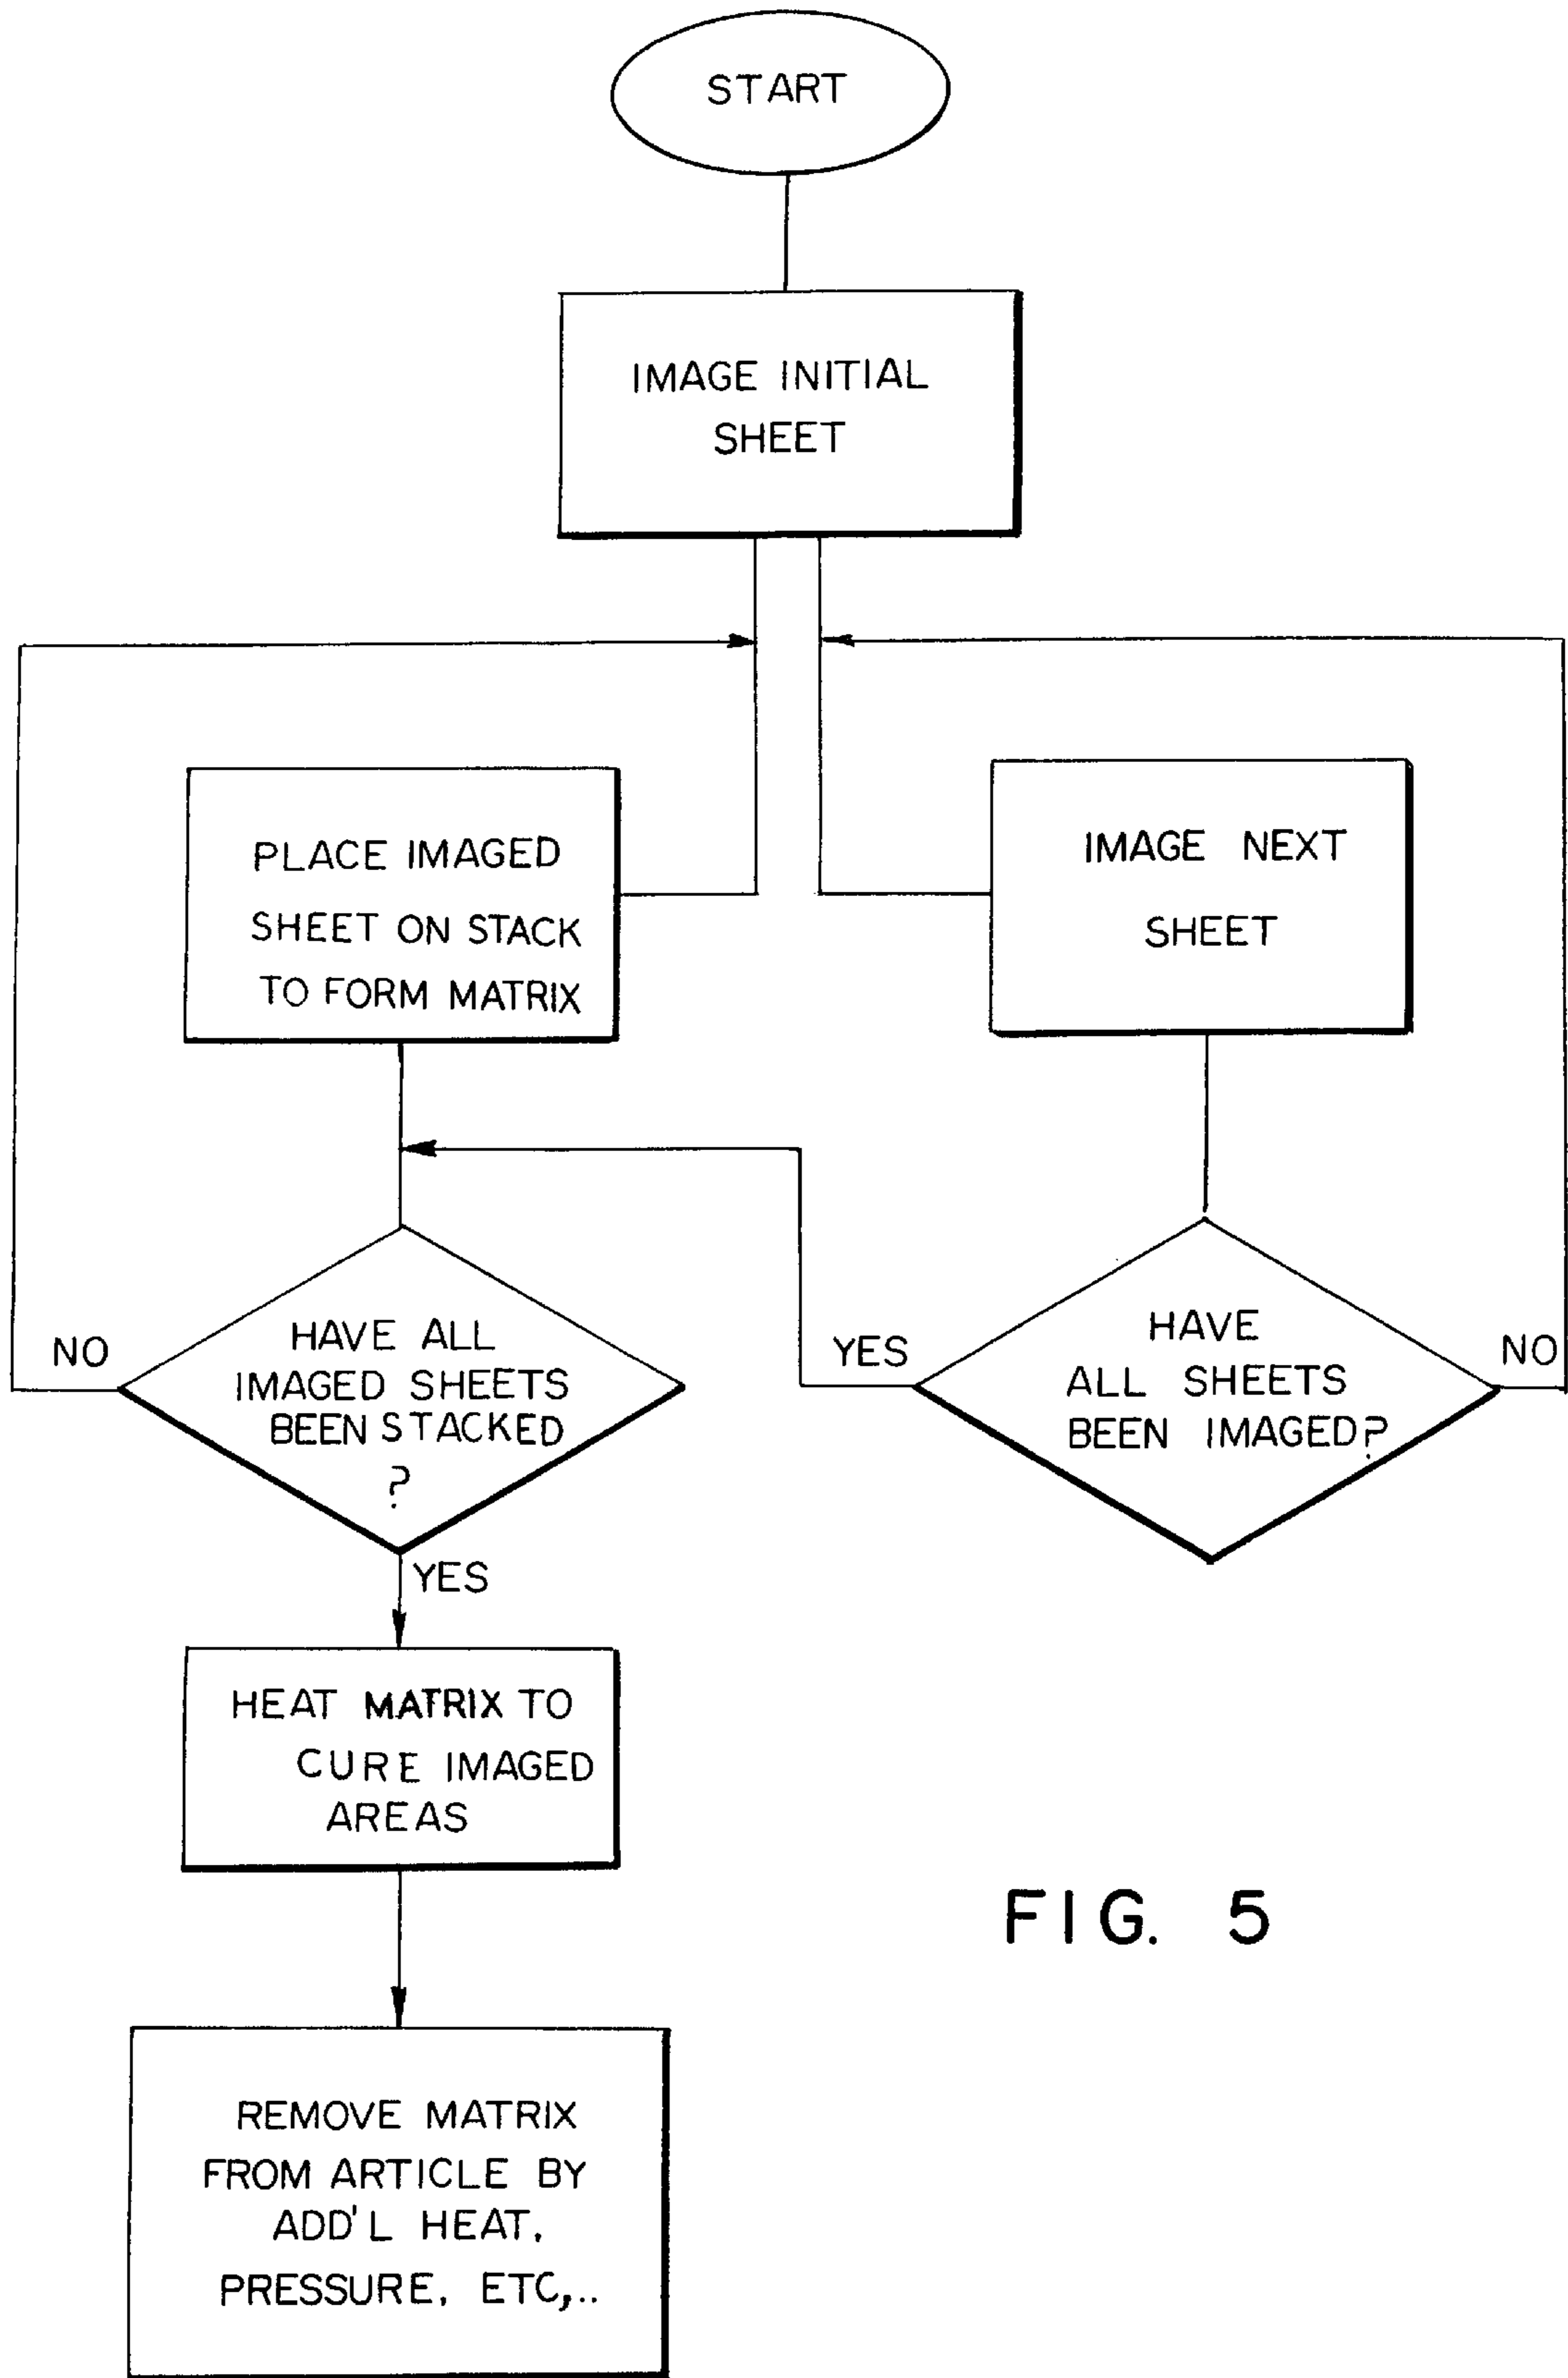 START
IMAGE INITIAL
SHEET
PLACE IMAGED
SHEET ON STACK
TO FORM MATRIX
IMAGE NEXT
SHEET
NO
HAVE ALL
IMAGED SHEETS
BEEN STACKED
?
YES
HAVE
ALL SHEETS
BEEN IMAGED?
NO
YES
HEAT MATRIX TO
CURE IMAGED
AREAS
REMOVE MATRIX
FROM ARTICLE BY
ADD'L HEAT,
PRESSURE, ETC,..
FIG. 5